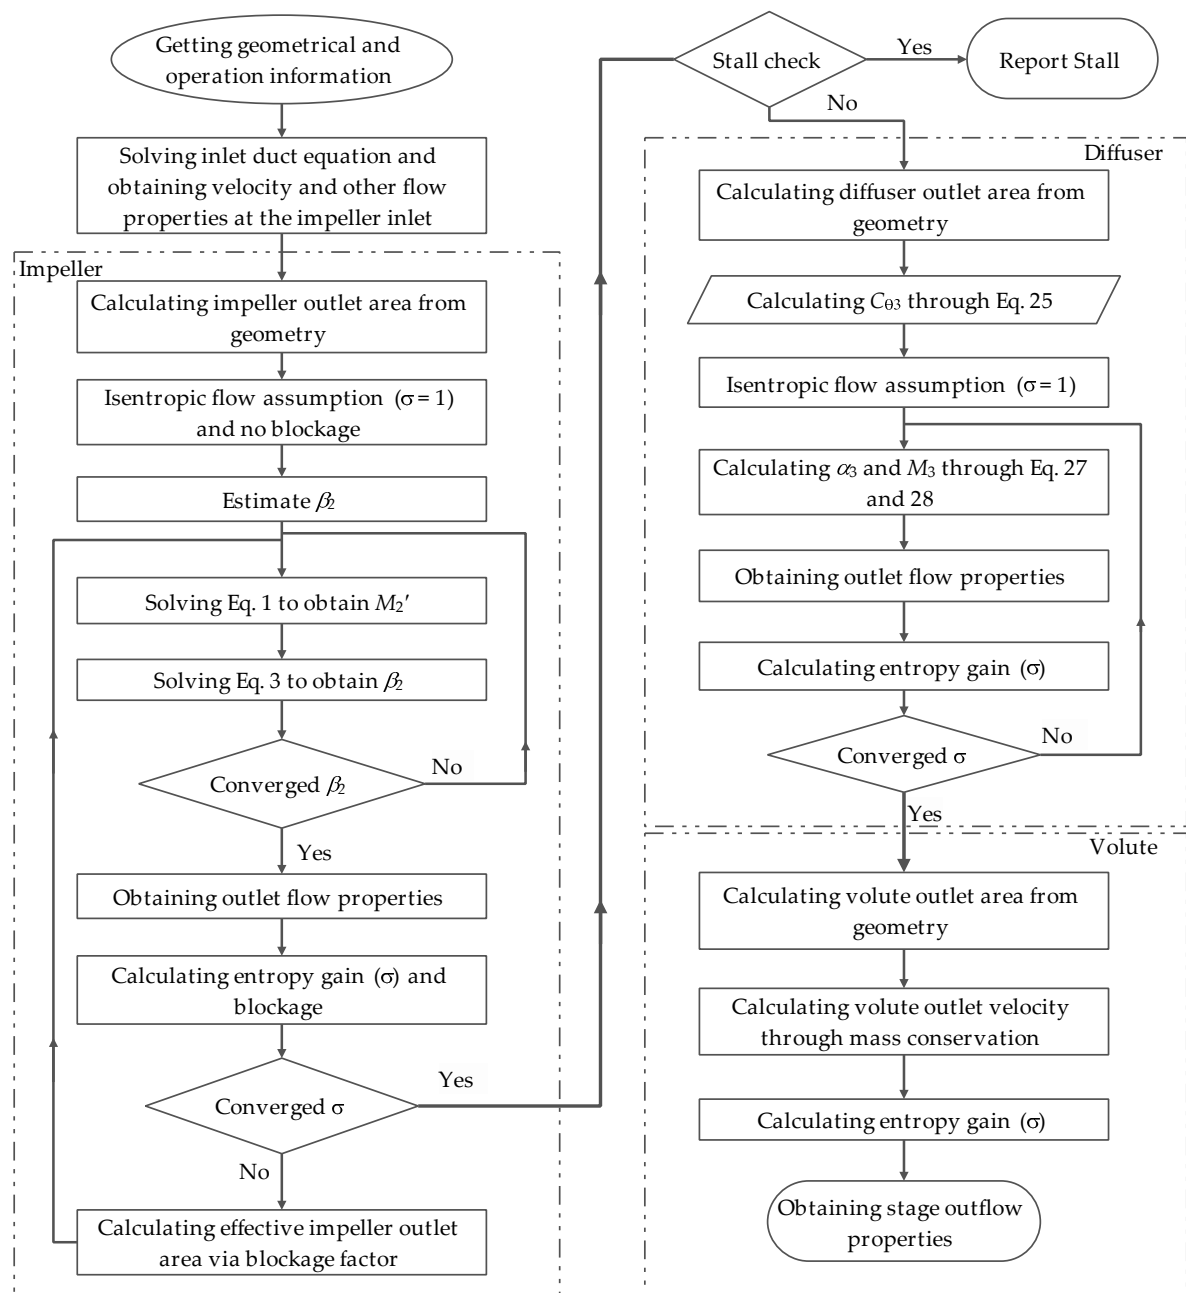 Getting geometrical and
operation information
Solving inlet duct equation and
obtaining velocity and other flow
properties at the impeller inlet
Impeller
Calculating impeller outlet area from
geometry
Isentropic flow assumption (σ = 1)
and no blockage
Estimate β₂
Solving Eq. 1 to obtain M₂′
Solving Eq. 3 to obtain β₂
Converged β₂
No
Yes
Obtaining outlet flow properties
Calculating entropy gain (σ) and
blockage
Converged σ
Yes
No
Calculating effective impeller outlet
area via blockage factor
Stall check
Yes
Report Stall
No
Diffuser
Calculating diffuser outlet area from
geometry
Calculating Cθ₃ through Eq. 25
Isentropic flow assumption (σ = 1)
Calculating α₃ and M₃ through Eq. 27
and 28
Obtaining outlet flow properties
Calculating entropy gain (σ)
Converged σ
No
Yes
Volute
Calculating volute outlet area from
geometry
Calculating volute outlet velocity
through mass conservation
Calculating entropy gain (σ)
Obtaining stage outflow
properties